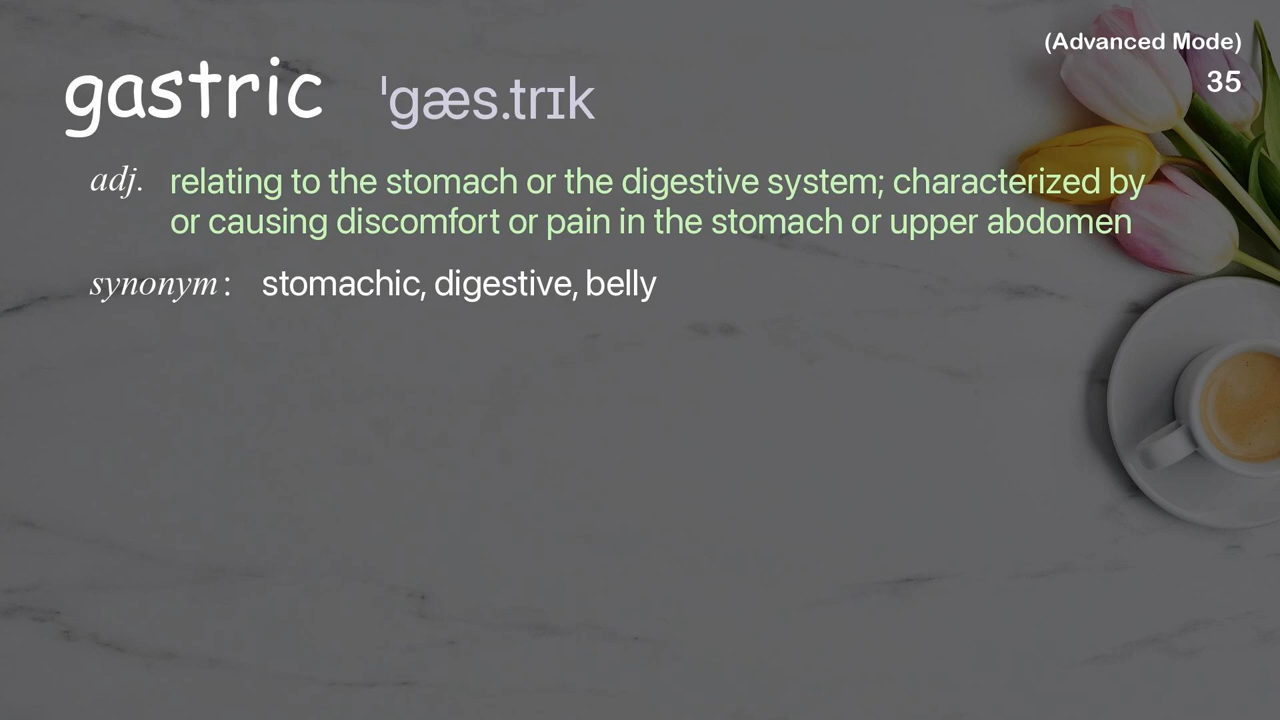 (Advanced Mode)
35
gastric ˈgæs.trɪk
adj. relating to the stomach or the digestive system; characterized by
or causing discomfort or pain in the stomach or upper abdomen
synonym : stomachic, digestive, belly